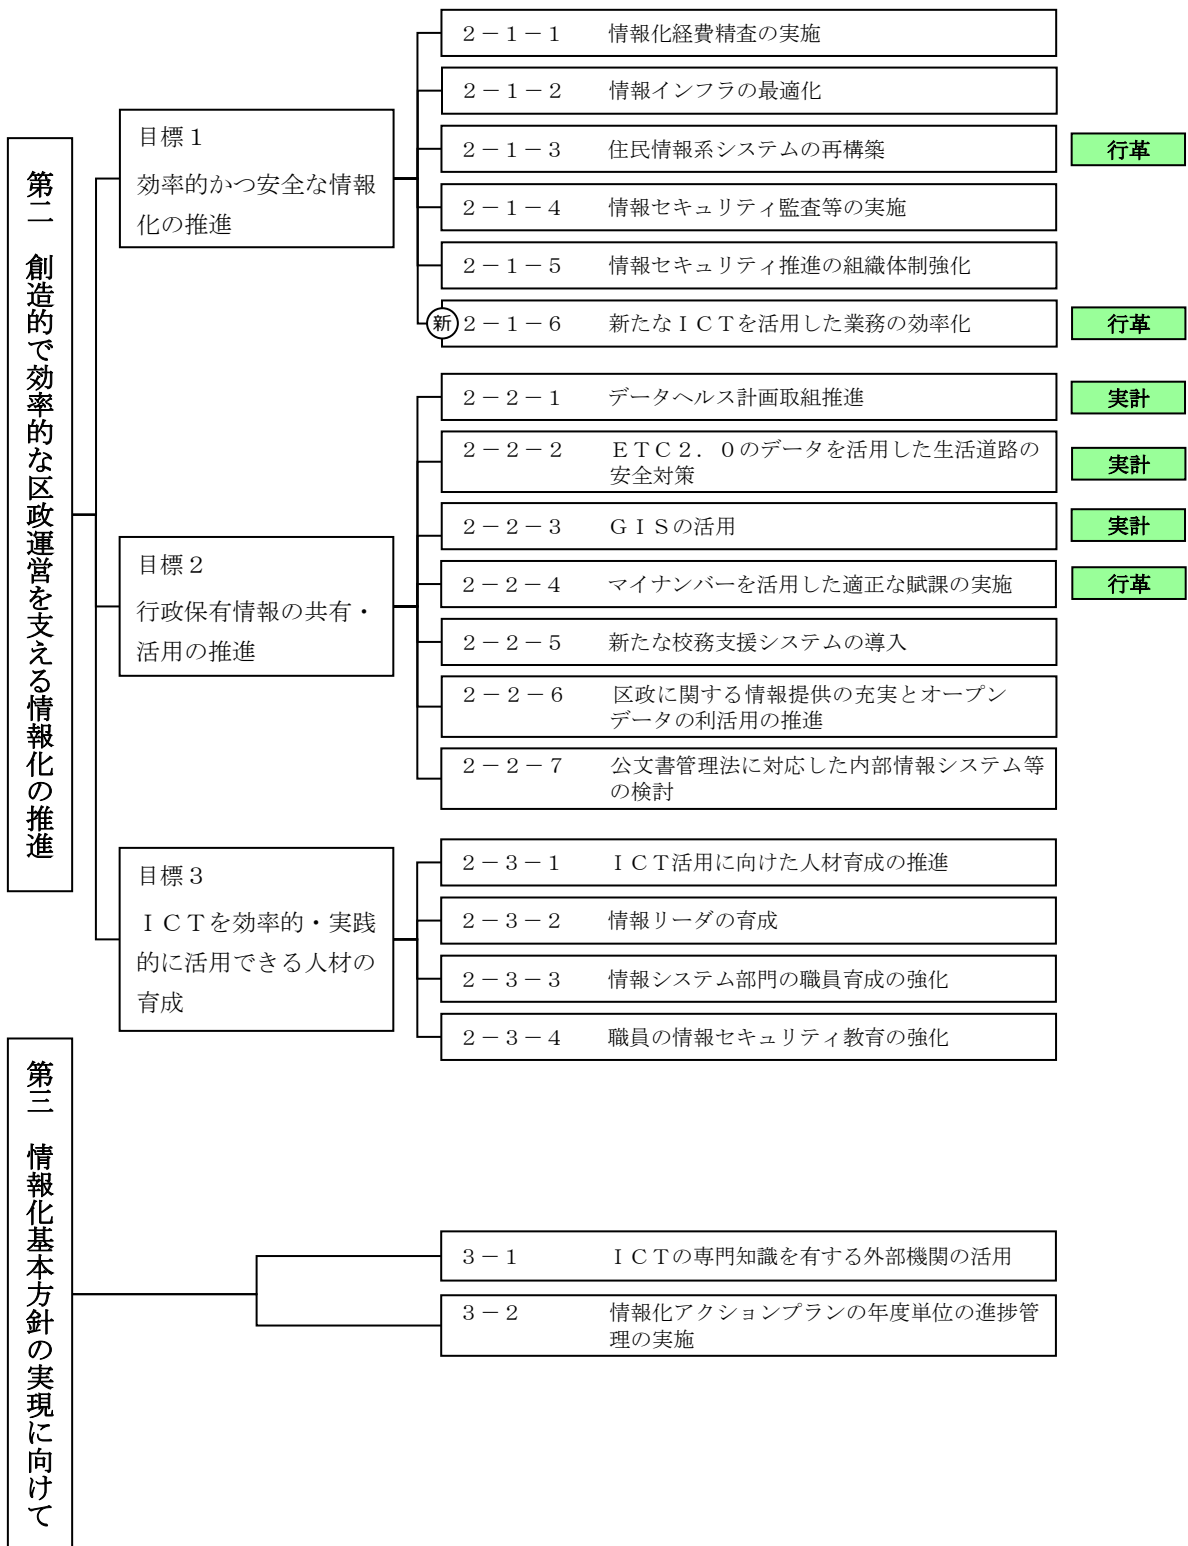 第二　創造的で効率的な区政運営を支える情報化の推進
目標１
効率的かつ安全な情報
化の推進
２－１－１　情報化経費精査の実施
２－１－２　情報インフラの最適化
２－１－３　住民情報系システムの再構築
行革
２－１－４　情報セキュリティ監査等の実施
２－１－５　情報セキュリティ推進の組織体制強化
新
２－１－６　新たなＩＣＴを活用した業務の効率化
行革
目標２
行政保有情報の共有・
活用の推進
２－２－１　データヘルス計画取組推進
実計
２－２－２　ＥＴＣ２．０のデータを活用した生活道路の
安全対策
実計
２－２－３　ＧＩＳの活用
実計
２－２－４　マイナンバーを活用した適正な賦課の実施
行革
２－２－５　新たな校務支援システムの導入
２－２－６　区政に関する情報提供の充実とオープン
データの利活用の推進
２－２－７　公文書管理法に対応した内部情報システム等
の検討
目標３
ＩＣＴを効率的・実践
的に活用できる人材の
育成
２－３－１　ＩＣＴ活用に向けた人材育成の推進
２－３－２　情報リーダの育成
２－３－３　情報システム部門の職員育成の強化
２－３－４　職員の情報セキュリティ教育の強化
第三　情報化基本方針の実現に向けて
３－１　ＩＣＴの専門知識を有する外部機関の活用
３－２　情報化アクションプランの年度単位の進捗管
理の実施